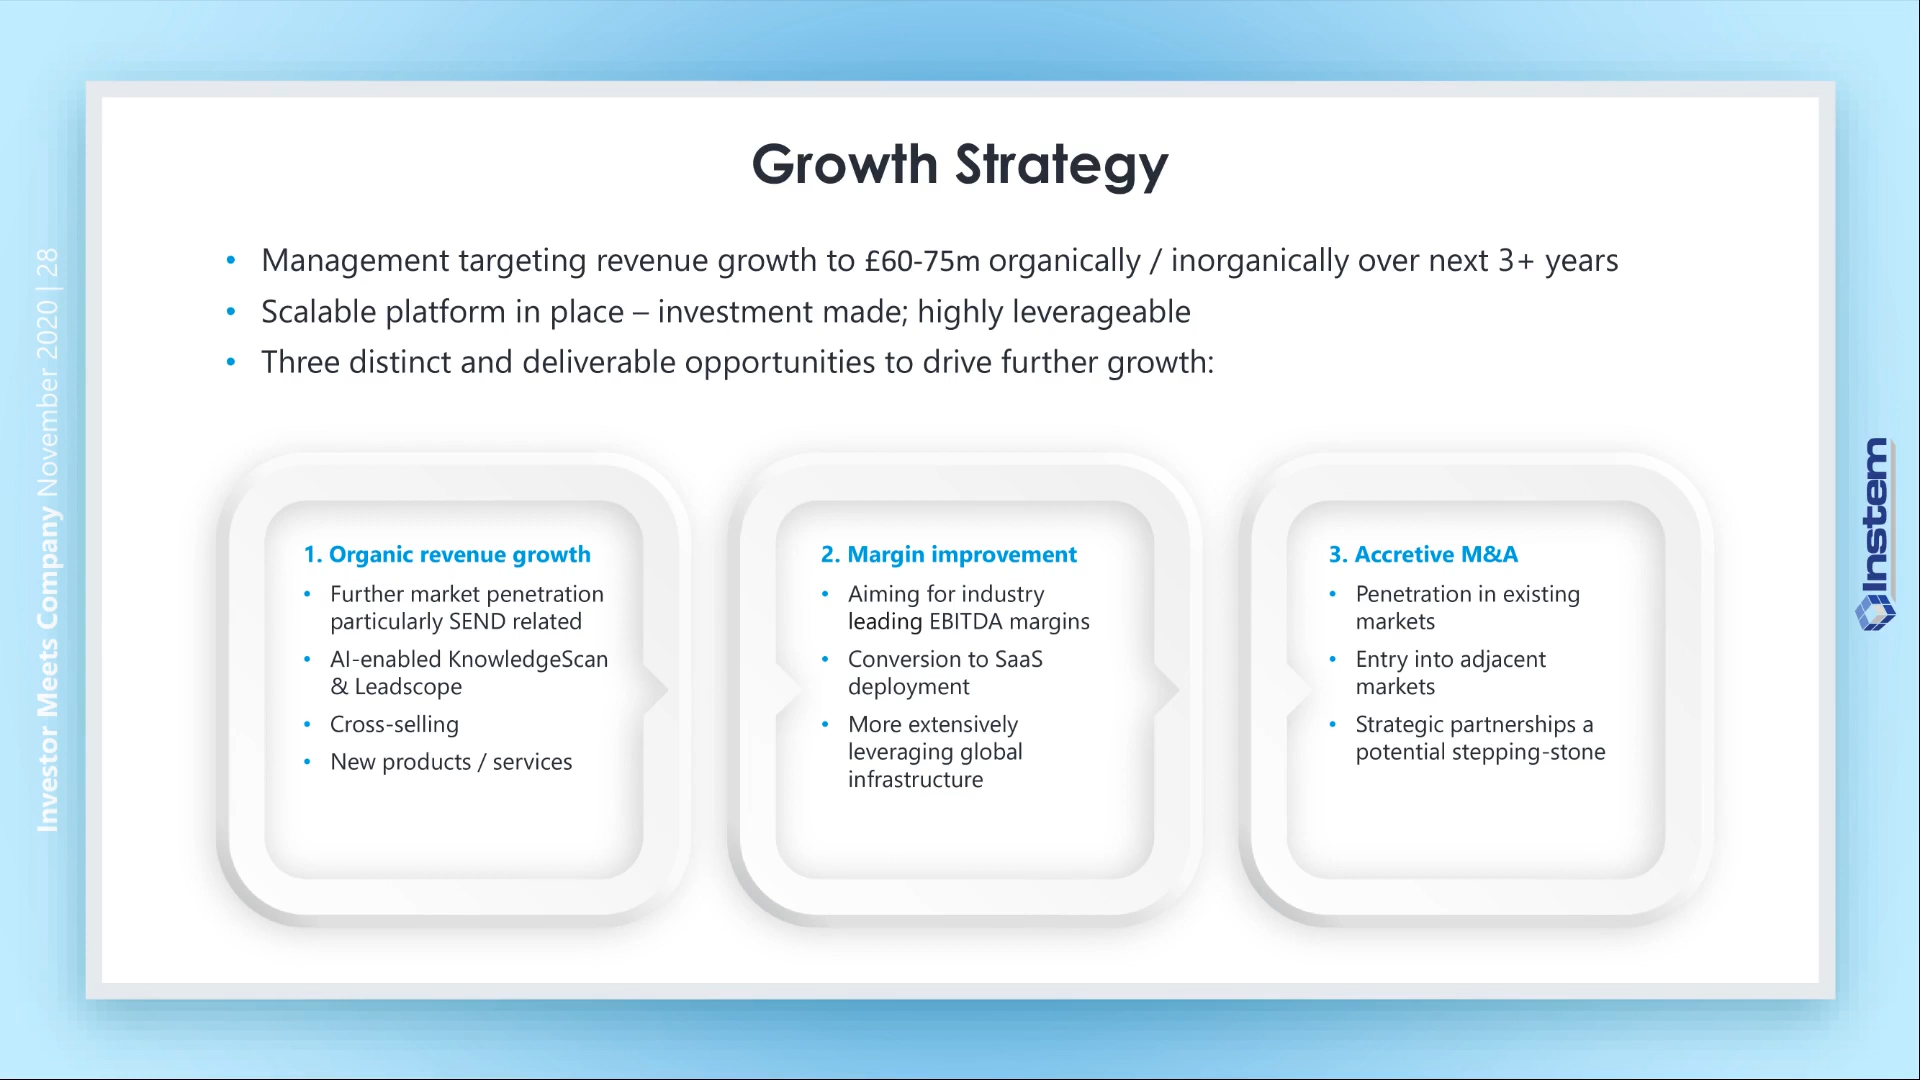 Growth Strategy
• Management targeting revenue growth to £60-75m organically / inorganically over next 3+ years
• Scalable platform in place – investment made; highly leverageable
• Three distinct and deliverable opportunities to drive further growth:
1. Organic revenue growth
• Further market penetration
particularly SEND related
• AI-enabled KnowledgeScan
& Leadscope
• Cross-selling
• New products / services
2. Margin improvement
• Aiming for industry
leading EBITDA margins
• Conversion to SaaS
deployment
• More extensively
leveraging global
infrastructure
3. Accretive M&A
• Penetration in existing
markets
• Entry into adjacent
markets
• Strategic partnerships a
potential stepping-stone
Investor Meets Company November 2020 | 28
Instem